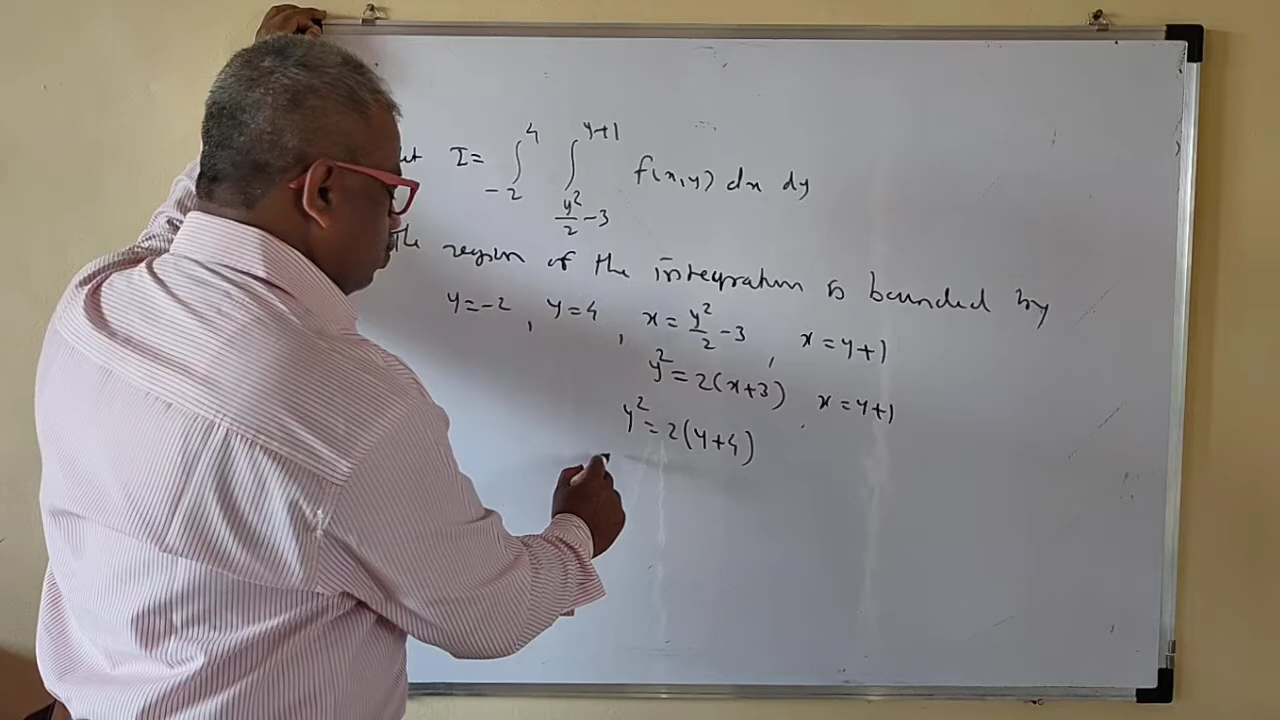 I = ∫_{-2}^{4} ∫_{y²/2 -3}^{y+1} f(x,y) dx dy
The region of the integration is bounded by
y=-2, y=4, x = y²/2 -3, x = y+1
y² = 2(x+3), x = y+1
y² = 2(y+4)